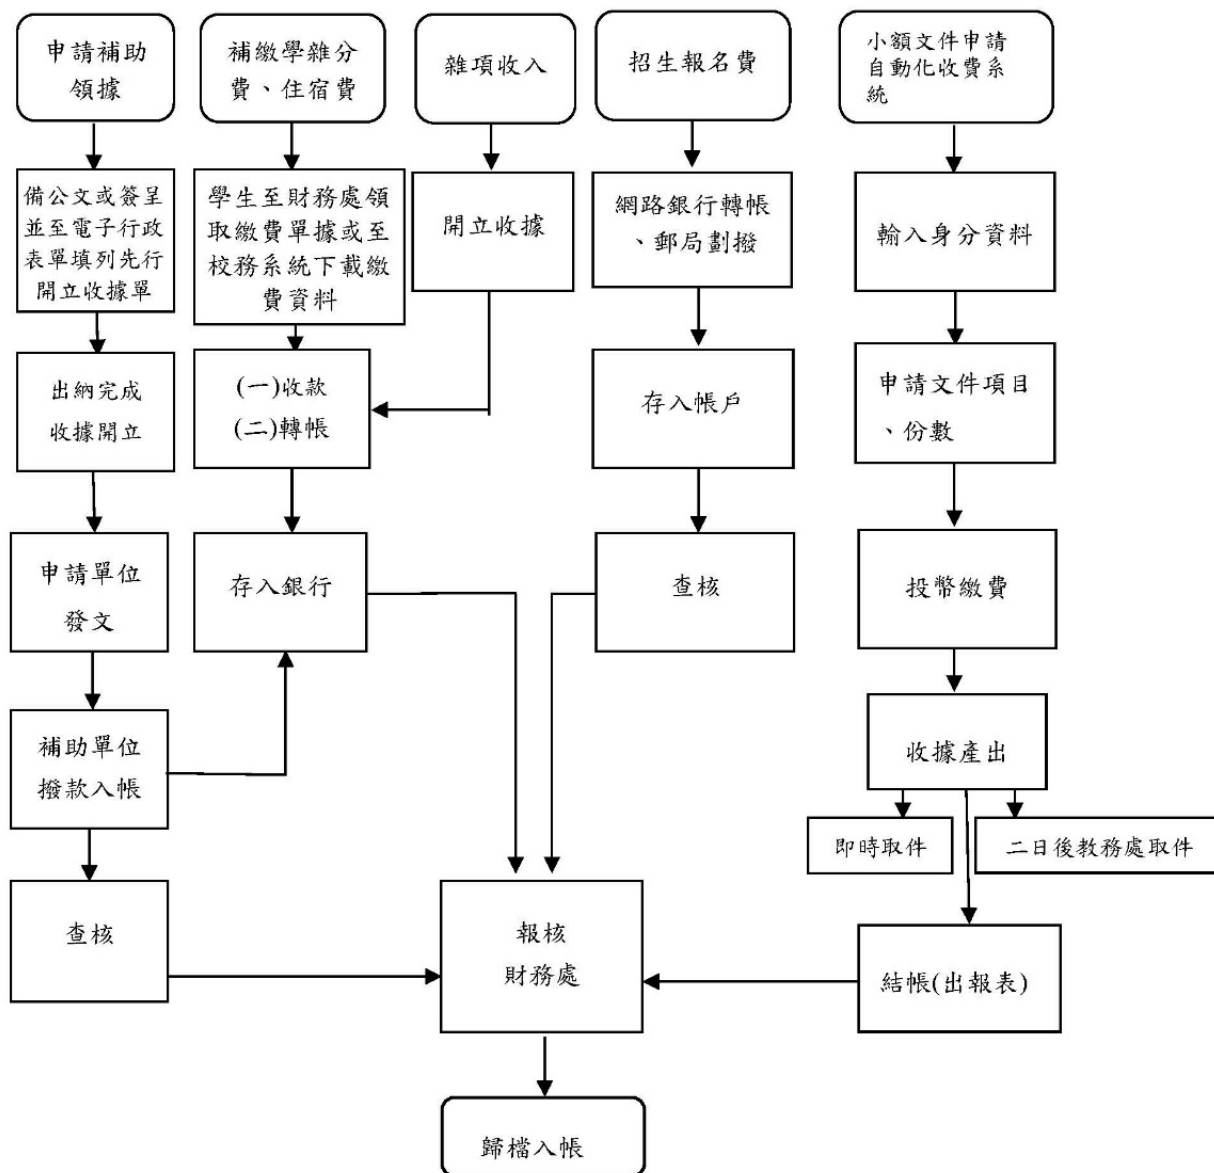 申請補助
領據
補繳學雜分
費、住宿費
雜項收入
招生報名費
小額文件申請
自動化收費系
統
備公文或簽呈
並至電子行政
表單填列先行
開立收據單
學生至財務處領
取繳費單據或至
校務系統下載繳
費資料
開立收據
網路銀行轉帳
、郵局劃撥
輸入身分資料
出納完成
收據開立
(一)收款
(二)轉帳
存入帳戶
申請文件項目
、份數
申請單位
發文
存入銀行
查核
投幣繳費
補助單位
撥款入帳
收據產出
即時取件
二日後教務處取件
查核
報核
財務處
結帳(出報表)
歸檔入帳